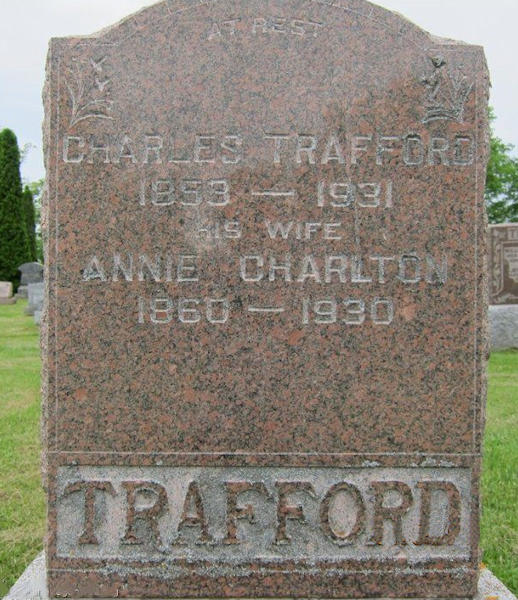 AT REST
CHARLES TRAFFORD
1853 — 1931
HIS WIFE
ANNIE CHARLTON
1860 — 1930
TRAFFORD